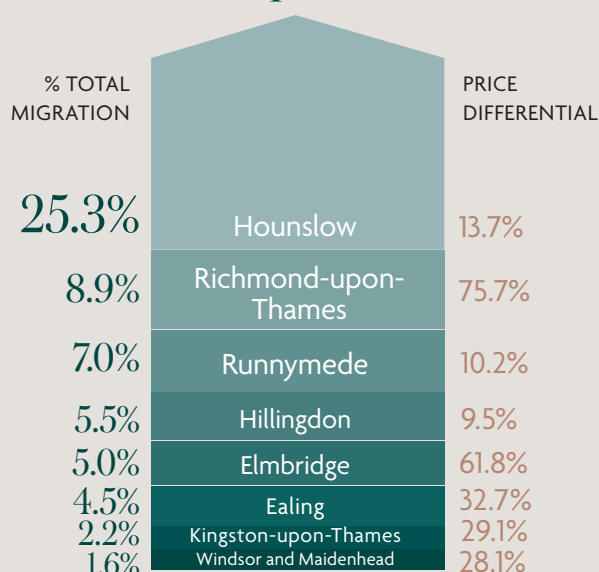 % TOTAL
MIGRATION
PRICE
DIFFERENTIAL
25.3% Hounslow 13.7%
8.9% Richmond-upon-
Thames 75.7%
7.0% Runnymede 10.2%
5.5% Hillingdon 9.5%
5.0% Elmbridge 61.8%
4.5% Ealing 32.7%
2.2% Kingston-upon-Thames 29.1%
1.6% Windsor and Maidenhead 28.1%